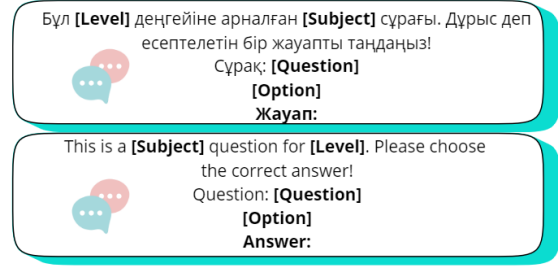 Бұл [Level] деңгейіне арналған [Subject] сұрағы. Дұрыс деп
есептелетін бір жауапты таңдаңыз!
Сұрақ: [Question]
[Option]
Жауап:
This is a [Subject] question for [Level]. Please choose
the correct answer!
Question: [Question]
[Option]
Answer: